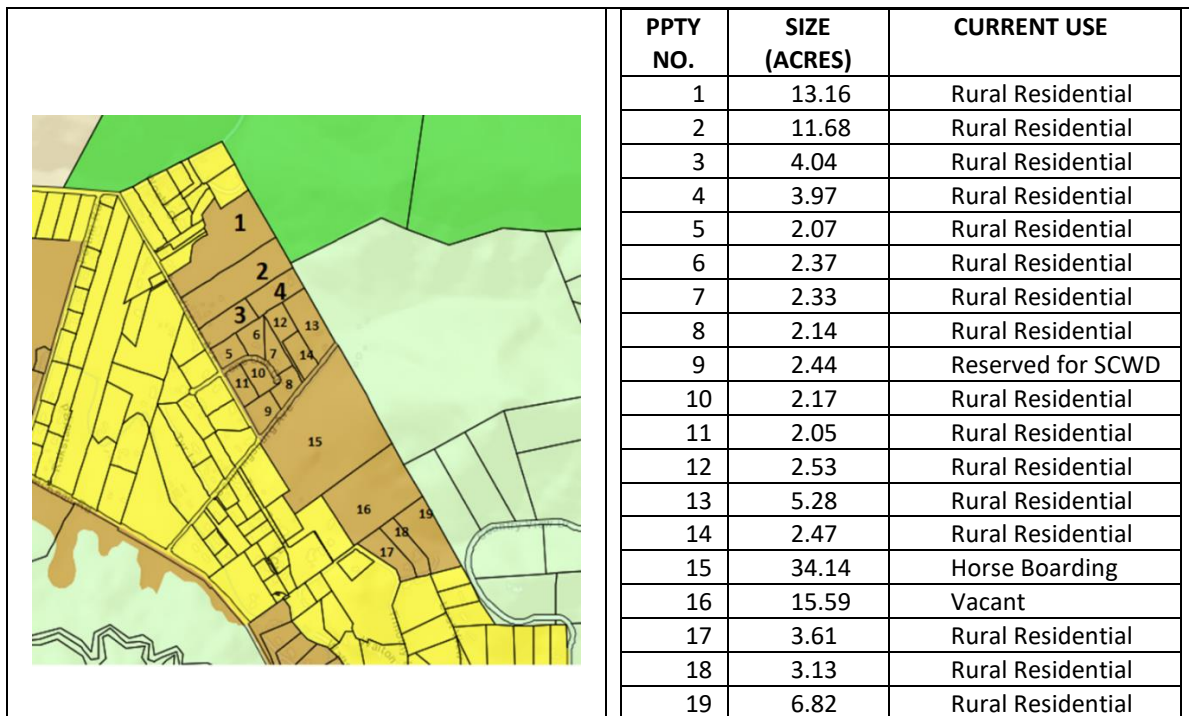 PPTY NO. SIZE (ACRES) CURRENT USE
1 13.16 Rural Residential
2 11.68 Rural Residential
3 4.04 Rural Residential
4 3.97 Rural Residential
5 2.07 Rural Residential
6 2.37 Rural Residential
7 2.33 Rural Residential
8 2.14 Rural Residential
9 2.44 Reserved for SCWD
10 2.17 Rural Residential
11 2.05 Rural Residential
12 2.53 Rural Residential
13 5.28 Rural Residential
14 2.47 Rural Residential
15 34.14 Horse Boarding
16 15.59 Vacant
17 3.61 Rural Residential
18 3.13 Rural Residential
19 6.82 Rural Residential
1
2
4
3
12
13
6
5
7
14
10
11
8
9
15
16
19
18
17